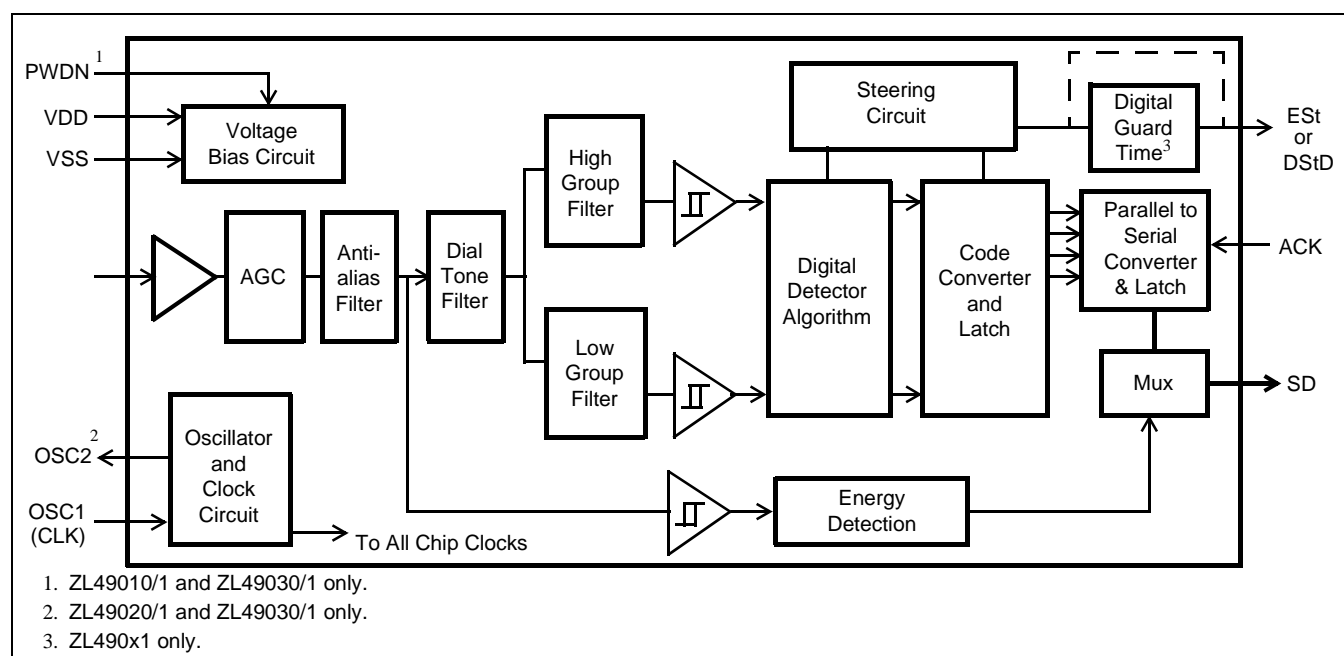 PWDN 1
VDD
VSS
Voltage
Bias Circuit
High
Group
Filter
Steering
Circuit
Digital
Guard
Time3
ESt
or
DStD
AGC
Anti-
alias
Filter
Dial
Tone
Filter
Digital
Detector
Algorithm
Code
Converter
and
Latch
Parallel to
Serial
Converter
& Latch
ACK
Low
Group
Filter
Mux
SD
OSC2 2
OSC1
(CLK)
Oscillator
and
Clock
Circuit
To All Chip Clocks
Energy
Detection
1. ZL49010/1 and ZL49030/1 only.
2. ZL49020/1 and ZL49030/1 only.
3. ZL490x1 only.